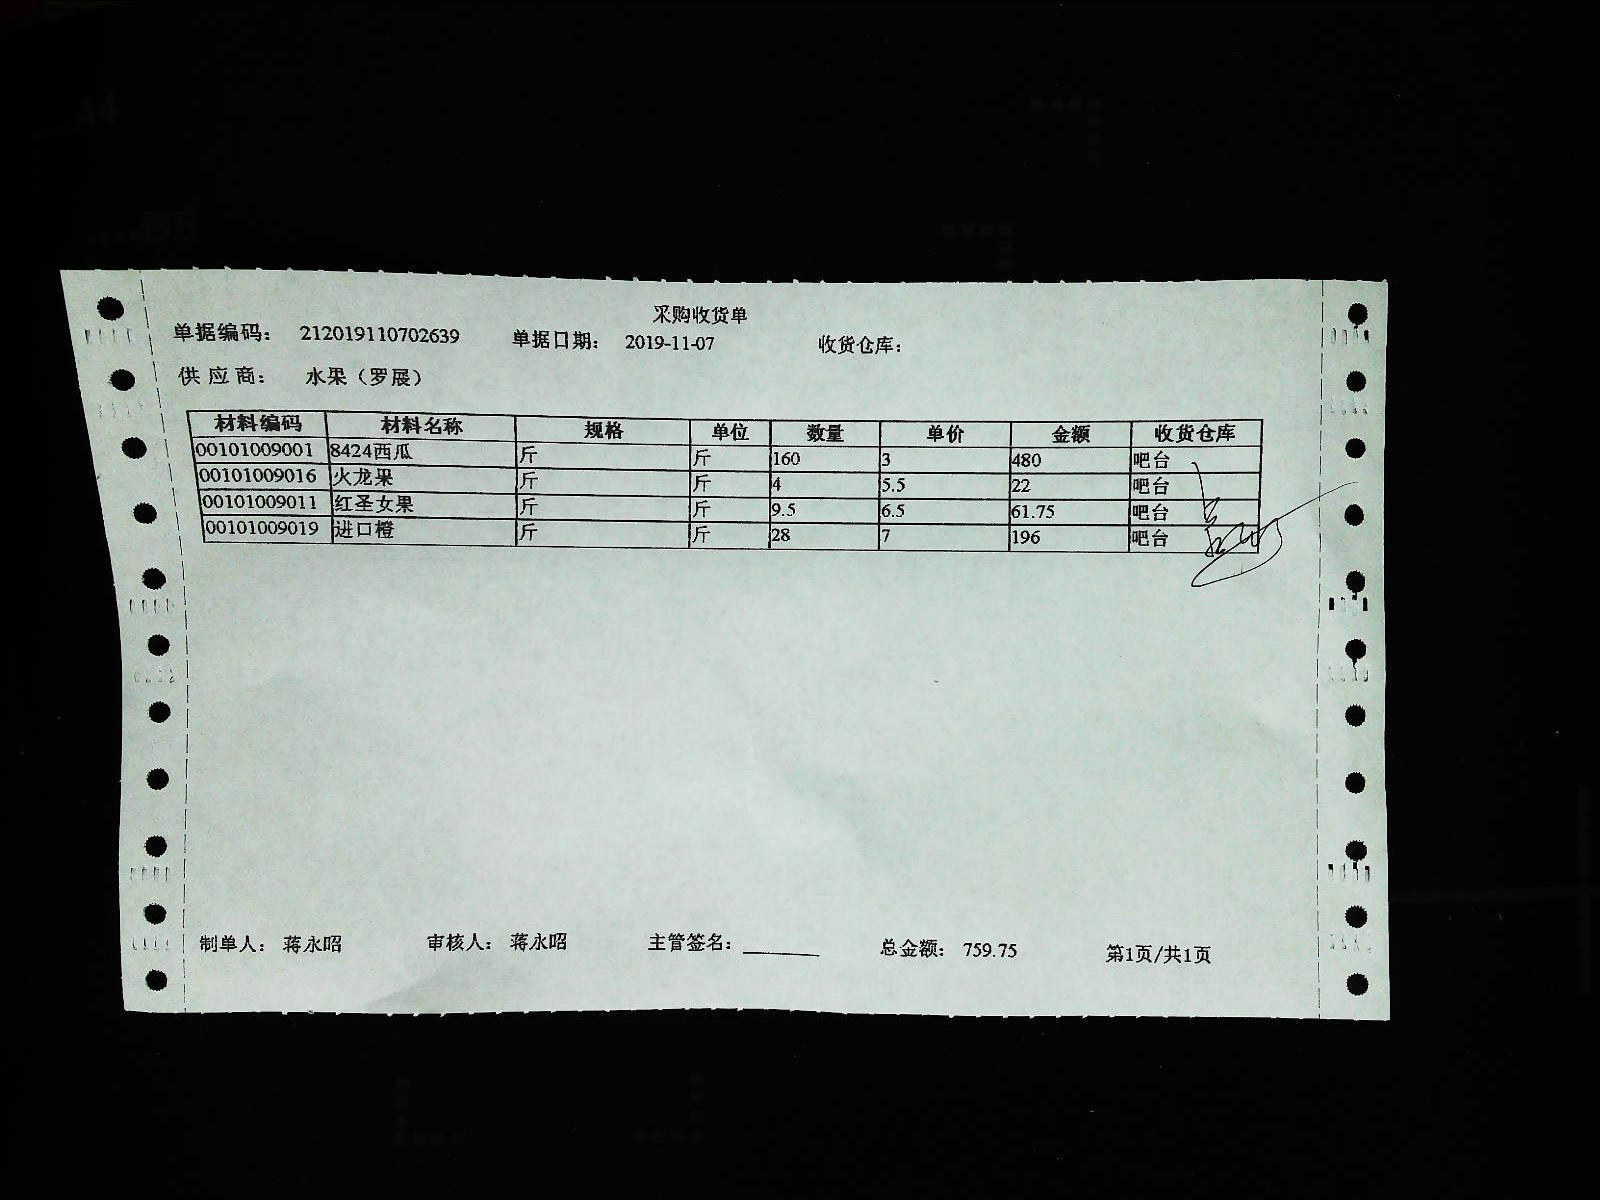 采购收货单
单据编码: 212019110702639 单据日期: 2019-11-07 收货仓库:
供应商: 水果（罗展）
材料编码 材料名称 规格 单位 数量 单价 金额 收货仓库
00101009001 8424西瓜 斤 斤 160 3 480 吧台
00101009016 火龙果 斤 斤 4 5.5 22 吧台
00101009011 红圣女果 斤 斤 9.5 6.5 61.75 吧台
00101009019 进口橙 斤 斤 28 7 196 吧台
制单人: 蒋永昭 审核人: 蒋永昭 主管签名: 总金额: 759.75 第1页/共1页